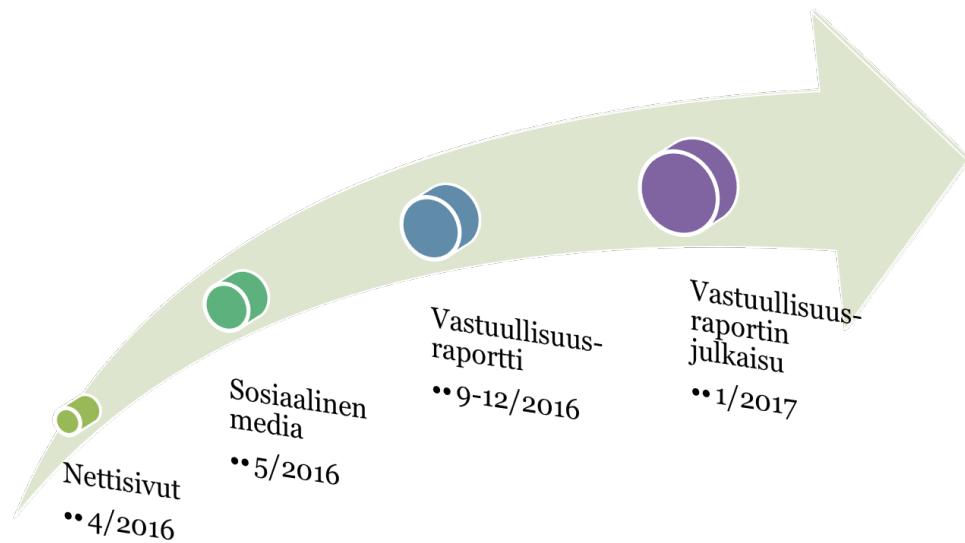 Nettisivut
••4/2016
Sosiaalinen
media
••5/2016
Vastuullisuus-
raportti
••9-12/2016
Vastuullisuus-
raportin
julkaisu
••1/2017